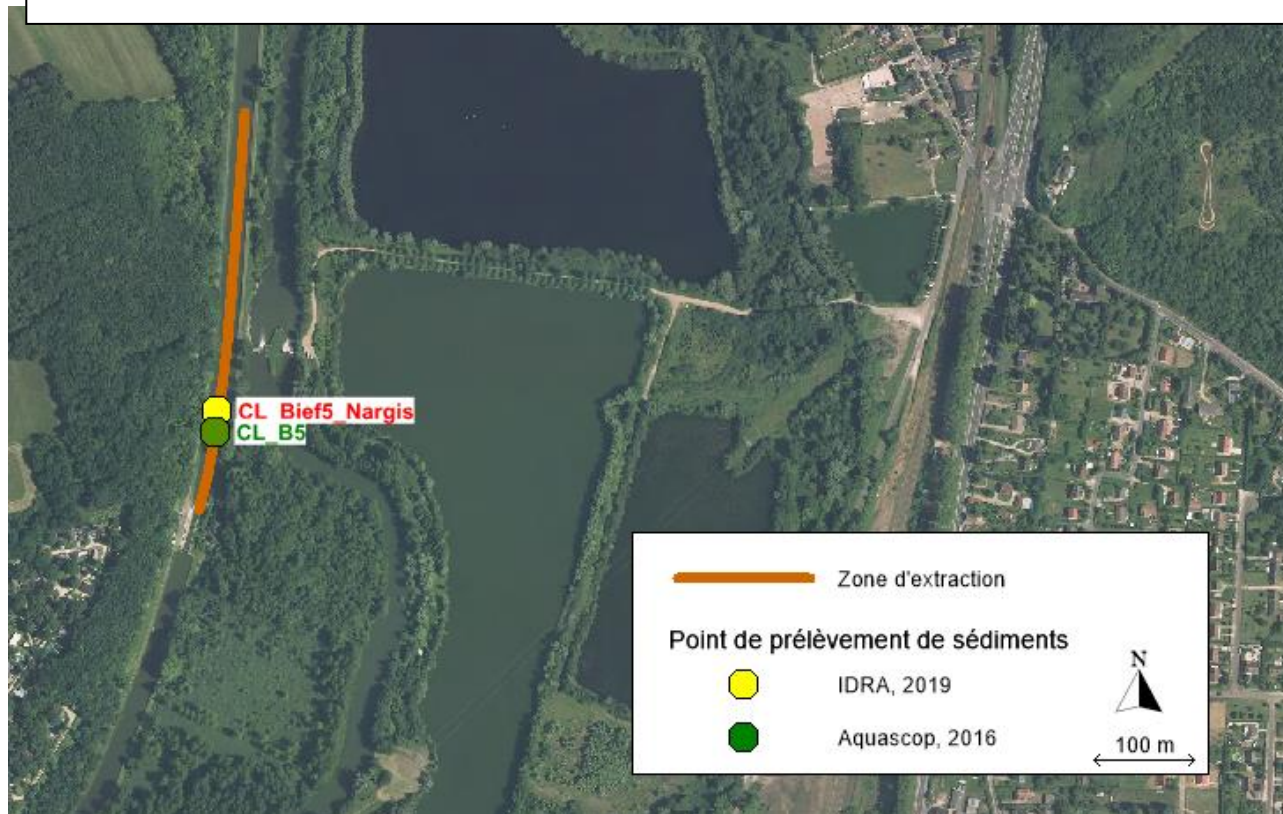 CL_Bief5_Nargis
CL_B5
Zone d'extraction
Point de prélèvement de sédiments
IDRA, 2019
Aquascop, 2016
N
100 m